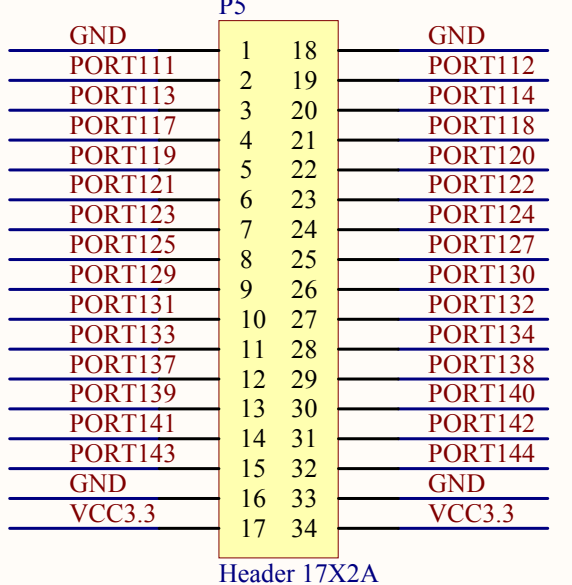 P5
GND 1 18 GND
PORT111 2 19 PORT112
PORT113 3 20 PORT114
PORT117 4 21 PORT118
PORT119 5 22 PORT120
PORT121 6 23 PORT122
PORT123 7 24 PORT124
PORT125 8 25 PORT127
PORT129 9 26 PORT130
PORT131 10 27 PORT132
PORT133 11 28 PORT134
PORT137 12 29 PORT138
PORT139 13 30 PORT140
PORT141 14 31 PORT142
PORT143 15 32 PORT144
GND 16 33 GND
VCC3.3 17 34 VCC3.3
Header 17X2A